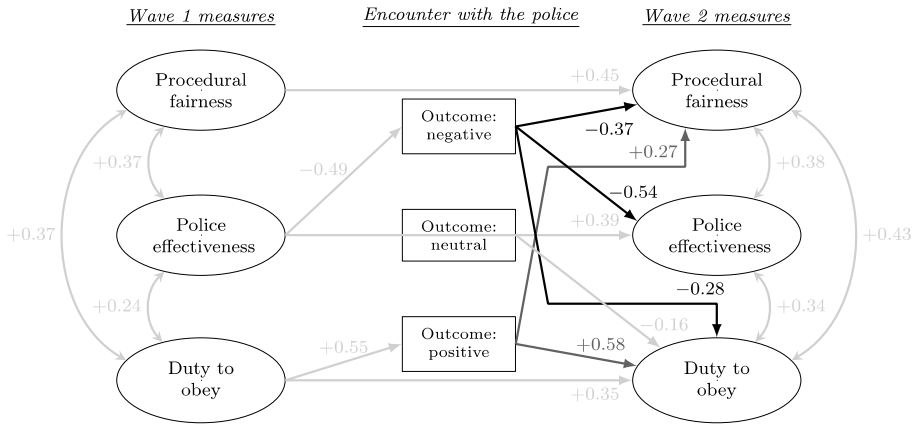 Wave 1 measures
Encounter with the police
Wave 2 measures
Procedural
fairness
+0.45
Procedural
fairness
Outcome:
negative
−0.37
+0.27
+0.37
−0.49
+0.38
−0.54
+0.37
Police
effectiveness
Outcome:
neutral
+0.39
Police
effectiveness
+0.43
−0.28
+0.24
+0.34
−0.16
Outcome:
positive
+0.55
+0.58
Duty to
obey
+0.35
Duty to
obey